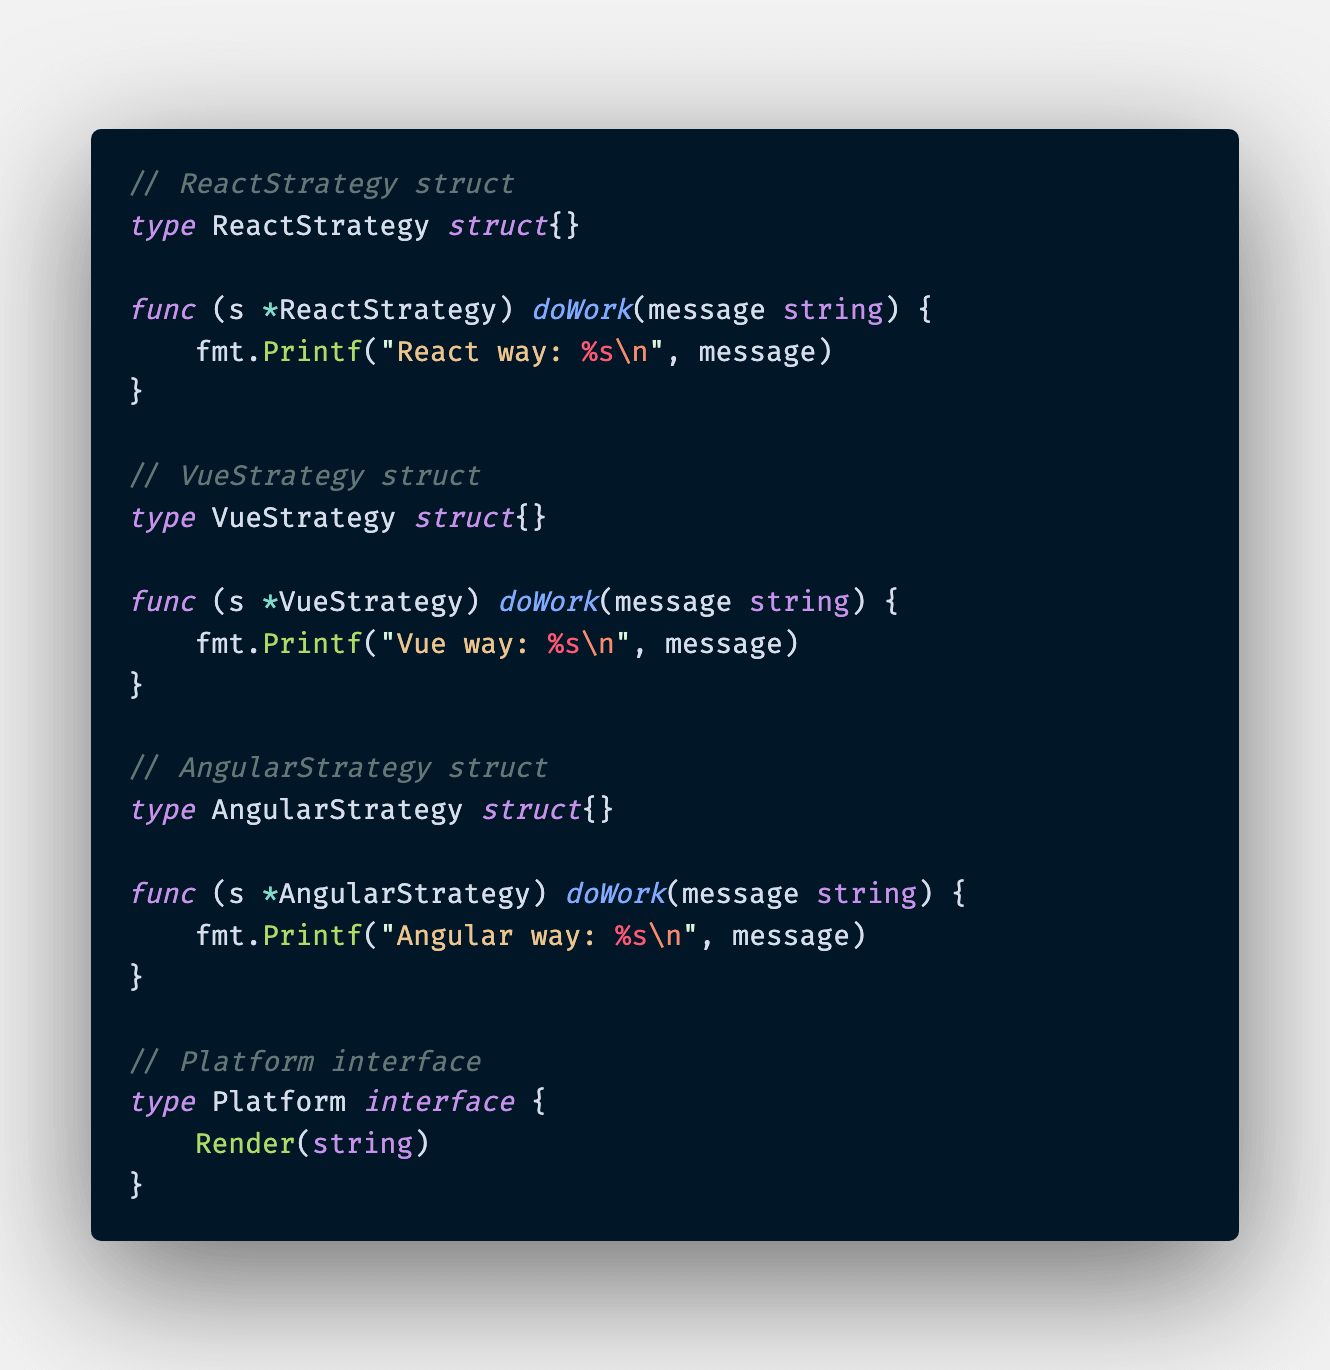 // ReactStrategy struct
type ReactStrategy struct{}

func (s *ReactStrategy) doWork(message string) {
    fmt.Printf("React way: %s\n", message)
}

// VueStrategy struct
type VueStrategy struct{}

func (s *VueStrategy) doWork(message string) {
    fmt.Printf("Vue way: %s\n", message)
}

// AngularStrategy struct
type AngularStrategy struct{}

func (s *AngularStrategy) doWork(message string) {
    fmt.Printf("Angular way: %s\n", message)
}

// Platform interface
type Platform interface {
    Render(string)
}